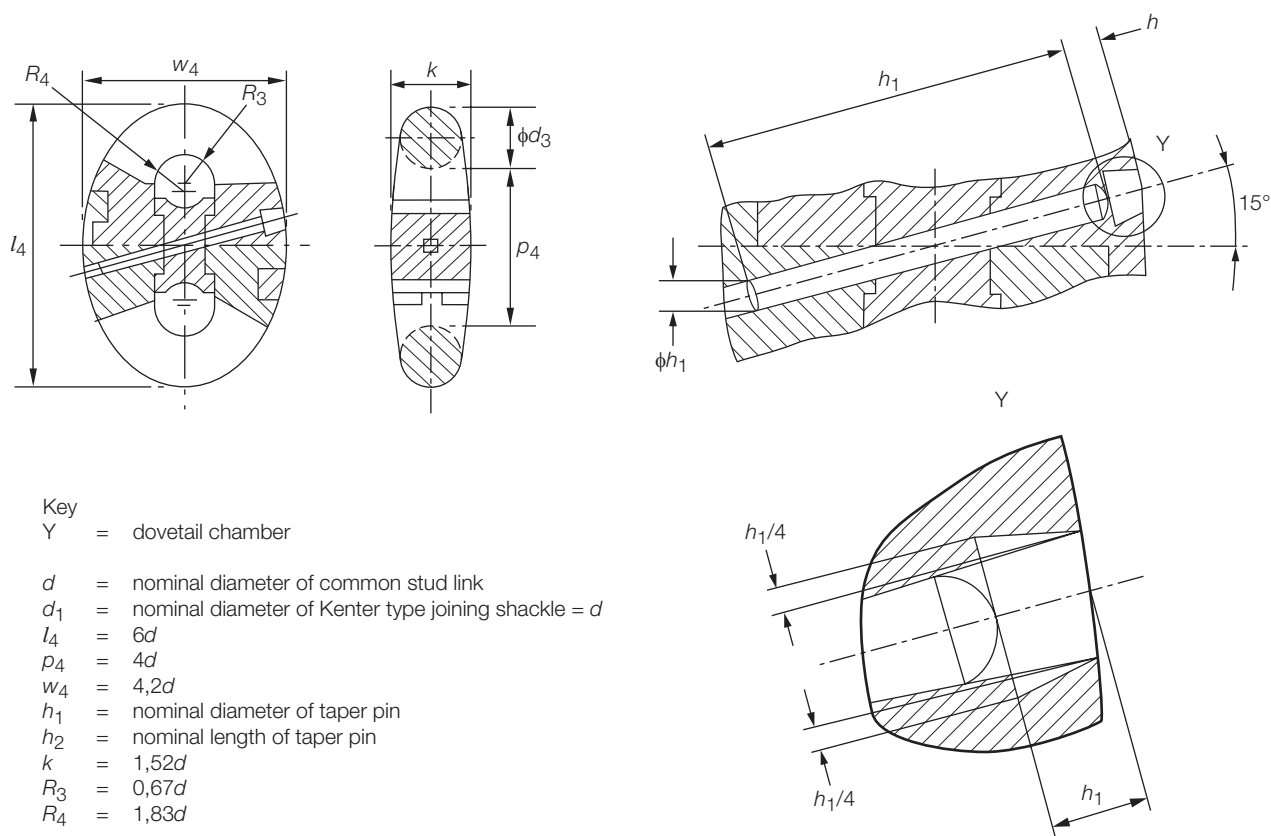 w4
R4
R3
l4
k
ϕd3
p4
h
h1
Y
15°
ϕh1
Y
h1/4
h1/4
h1
Key
Y = dovetail chamber
d = nominal diameter of common stud link
d1 = nominal diameter of Kenter type joining shackle = d
l4 = 6d
p4 = 4d
w4 = 4,2d
h1 = nominal diameter of taper pin
h2 = nominal length of taper pin
k = 1,52d
R3 = 0,67d
R4 = 1,83d